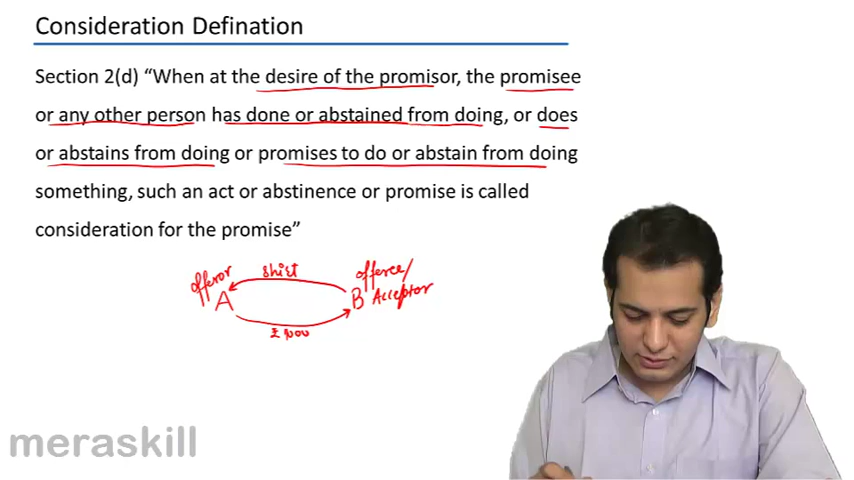 Consideration Defination
Section 2(d) “When at the desire of the promisor, the promisee
or any other person has done or abstained from doing, or does
or abstains from doing or promises to do or abstain from doing
something, such an act or abstinence or promise is called
consideration for the promise”
offeror
A
shirt
offeree/
B Acceptor
meraskill